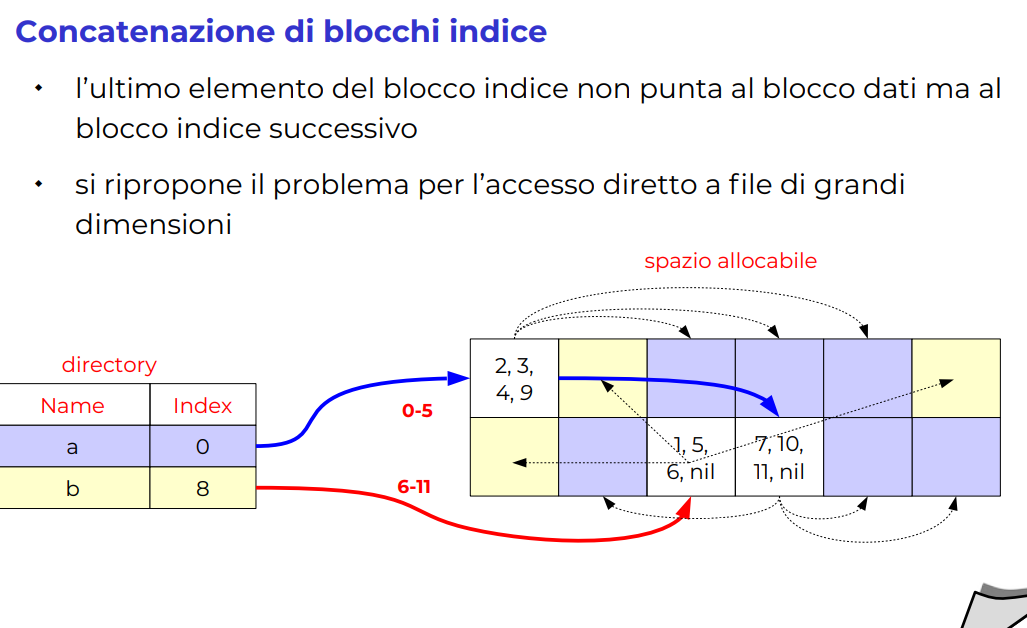 Concatenazione di blocchi indice
l’ultimo elemento del blocco indice non punta al blocco dati ma al
blocco indice successivo
si ripropone il problema per l’accesso diretto a file di grandi
dimensioni
spazio allocabile
directory
Name Index
a 0
b 8
0-5
6-11
2, 3,
4, 9
1, 5,
6, nil
7, 10,
11, nil